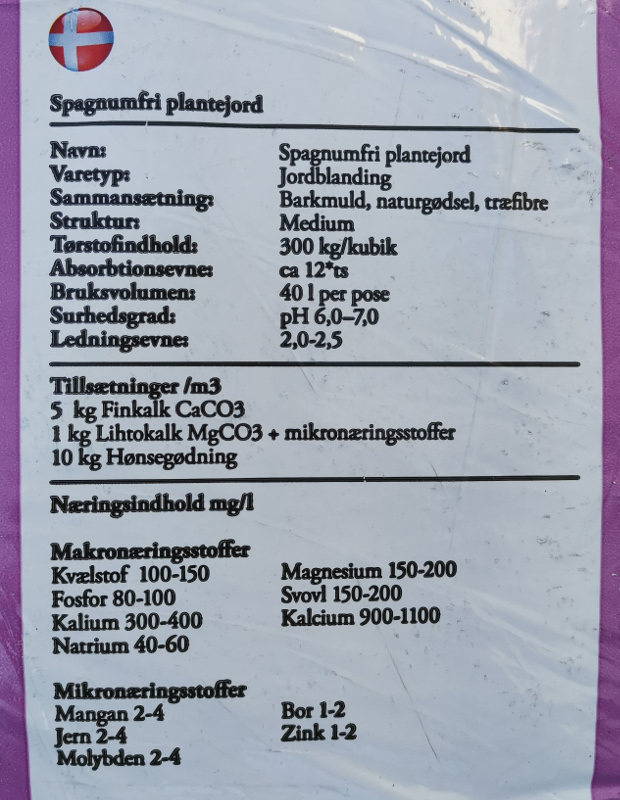 Spagnumfri plantejord
Navn: Spagnumfri plantejord
Varetyp: Jordblanding
Sammansætning: Barkmuld, naturgødsel, træfibre
Struktur: Medium
Tørstofindhold: 300 kg/kubik
Absorbtionsevne: ca 12*ts
Bruksvolumen: 40 l per pose
Surhedsgrad: pH 6,0–7,0
Ledningsevne: 2,0-2,5
Tillsætninger /m3
5 kg Finkalk CaCO3
1 kg Lihtokalk MgCO3 + mikronæringsstoffer
10 kg Hønsegødning
Næringsindhold mg/l
Makronæringsstoffer
Kvælstof 100-150 Magnesium 150-200
Fosfor 80-100 Svovl 150-200
Kalium 300-400 Kalcium 900-1100
Natrium 40-60
Mikronæringsstoffer
Mangan 2-4 Bor 1-2
Jern 2-4 Zink 1-2
Molybden 2-4